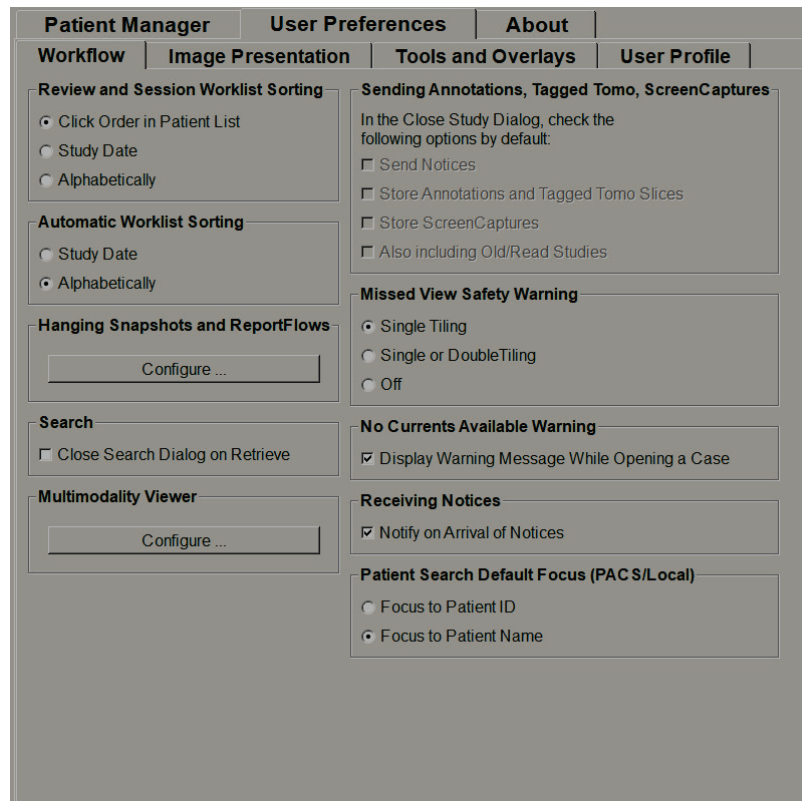 Patient Manager
User Preferences
About
Workflow
Image Presentation
Tools and Overlays
User Profile
Review and Session Worklist Sorting
Click Order in Patient List
Study Date
Alphabetically
Automatic Worklist Sorting
Study Date
Alphabetically
Hanging Snapshots and ReportFlows
Configure ...
Search
Close Search Dialog on Retrieve
Multimodality Viewer
Configure ...
Sending Annotations, Tagged Tomo, ScreenCaptures
In the Close Study Dialog, check the
following options by default:
Send Notices
Store Annotations and Tagged Tomo Slices
Store ScreenCaptures
Also including Old/Read Studies
Missed View Safety Warning
Single Tiling
Single or DoubleTiling
Off
No Currents Available Warning
Display Warning Message While Opening a Case
Receiving Notices
Notify on Arrival of Notices
Patient Search Default Focus (PACS/Local)
Focus to Patient ID
Focus to Patient Name